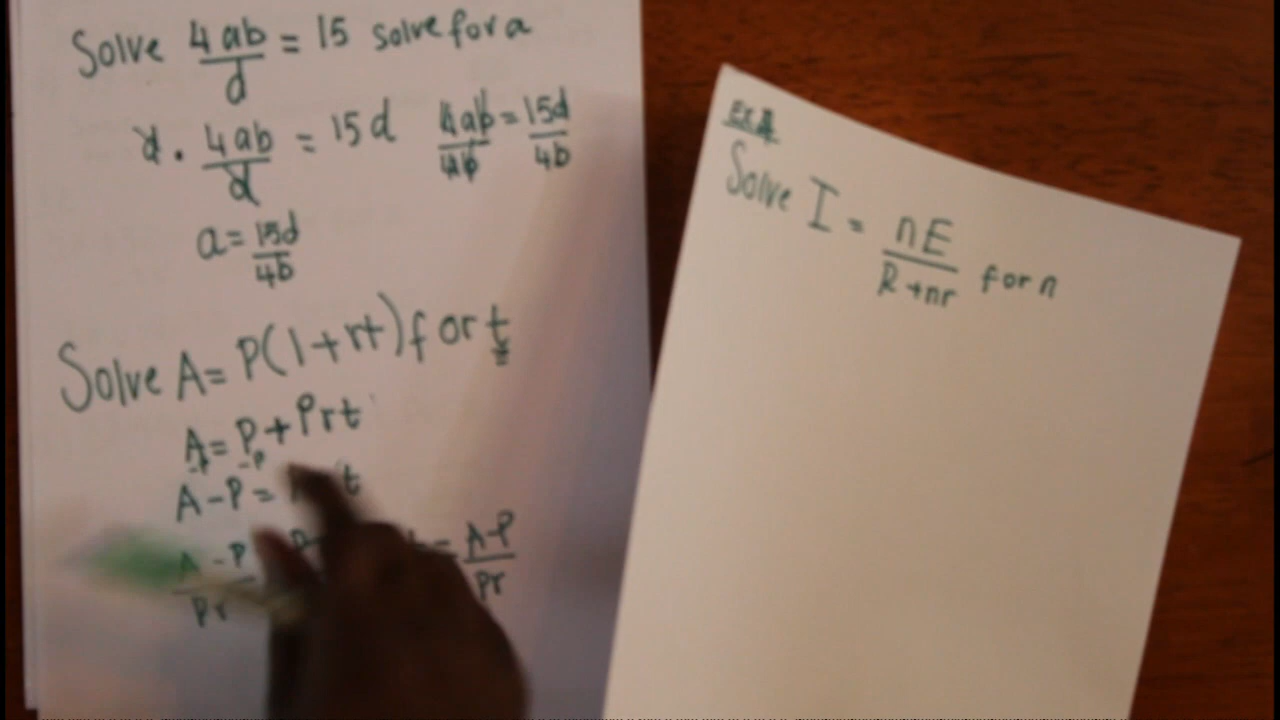 Solve 4ab/d = 15 solve for a
d · 4ab/d = 15d 4ab/4b = 15d/4b
a = 15d/4b
Solve A = P(1+rt) for t
A = P + Prt
-P -P
A-P = t
A-P/Pr P = A-P/Pr
Solve I = nE/R+nr for n